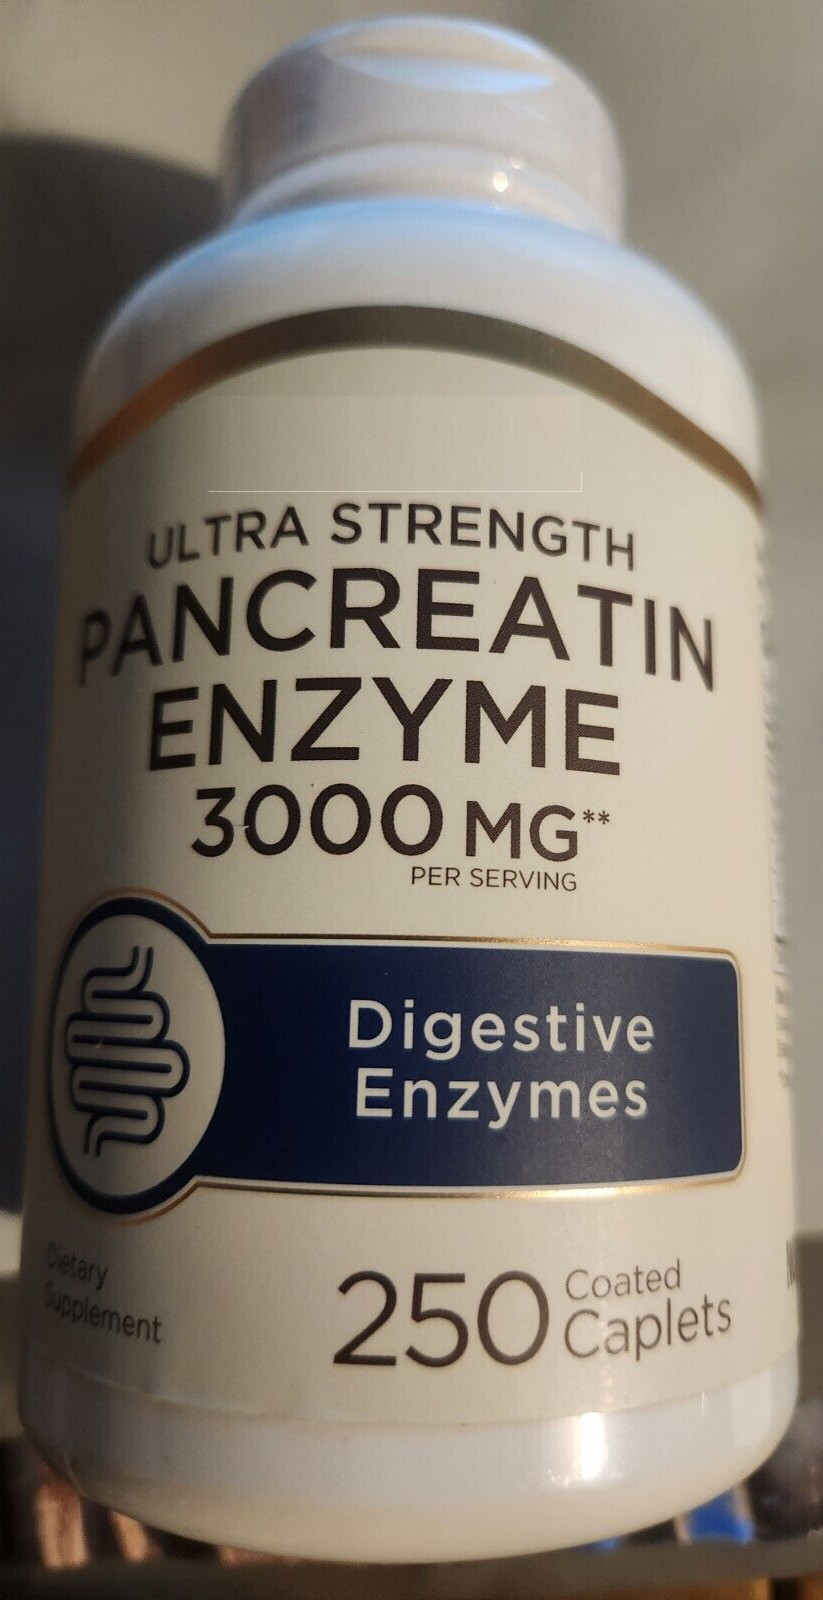 ULTRA STRENGTH
PANCREATIN
ENZYME
3000 MG**
PER SERVING
Digestive
Enzymes
Dietary
Supplement
250 Coated
Caplets